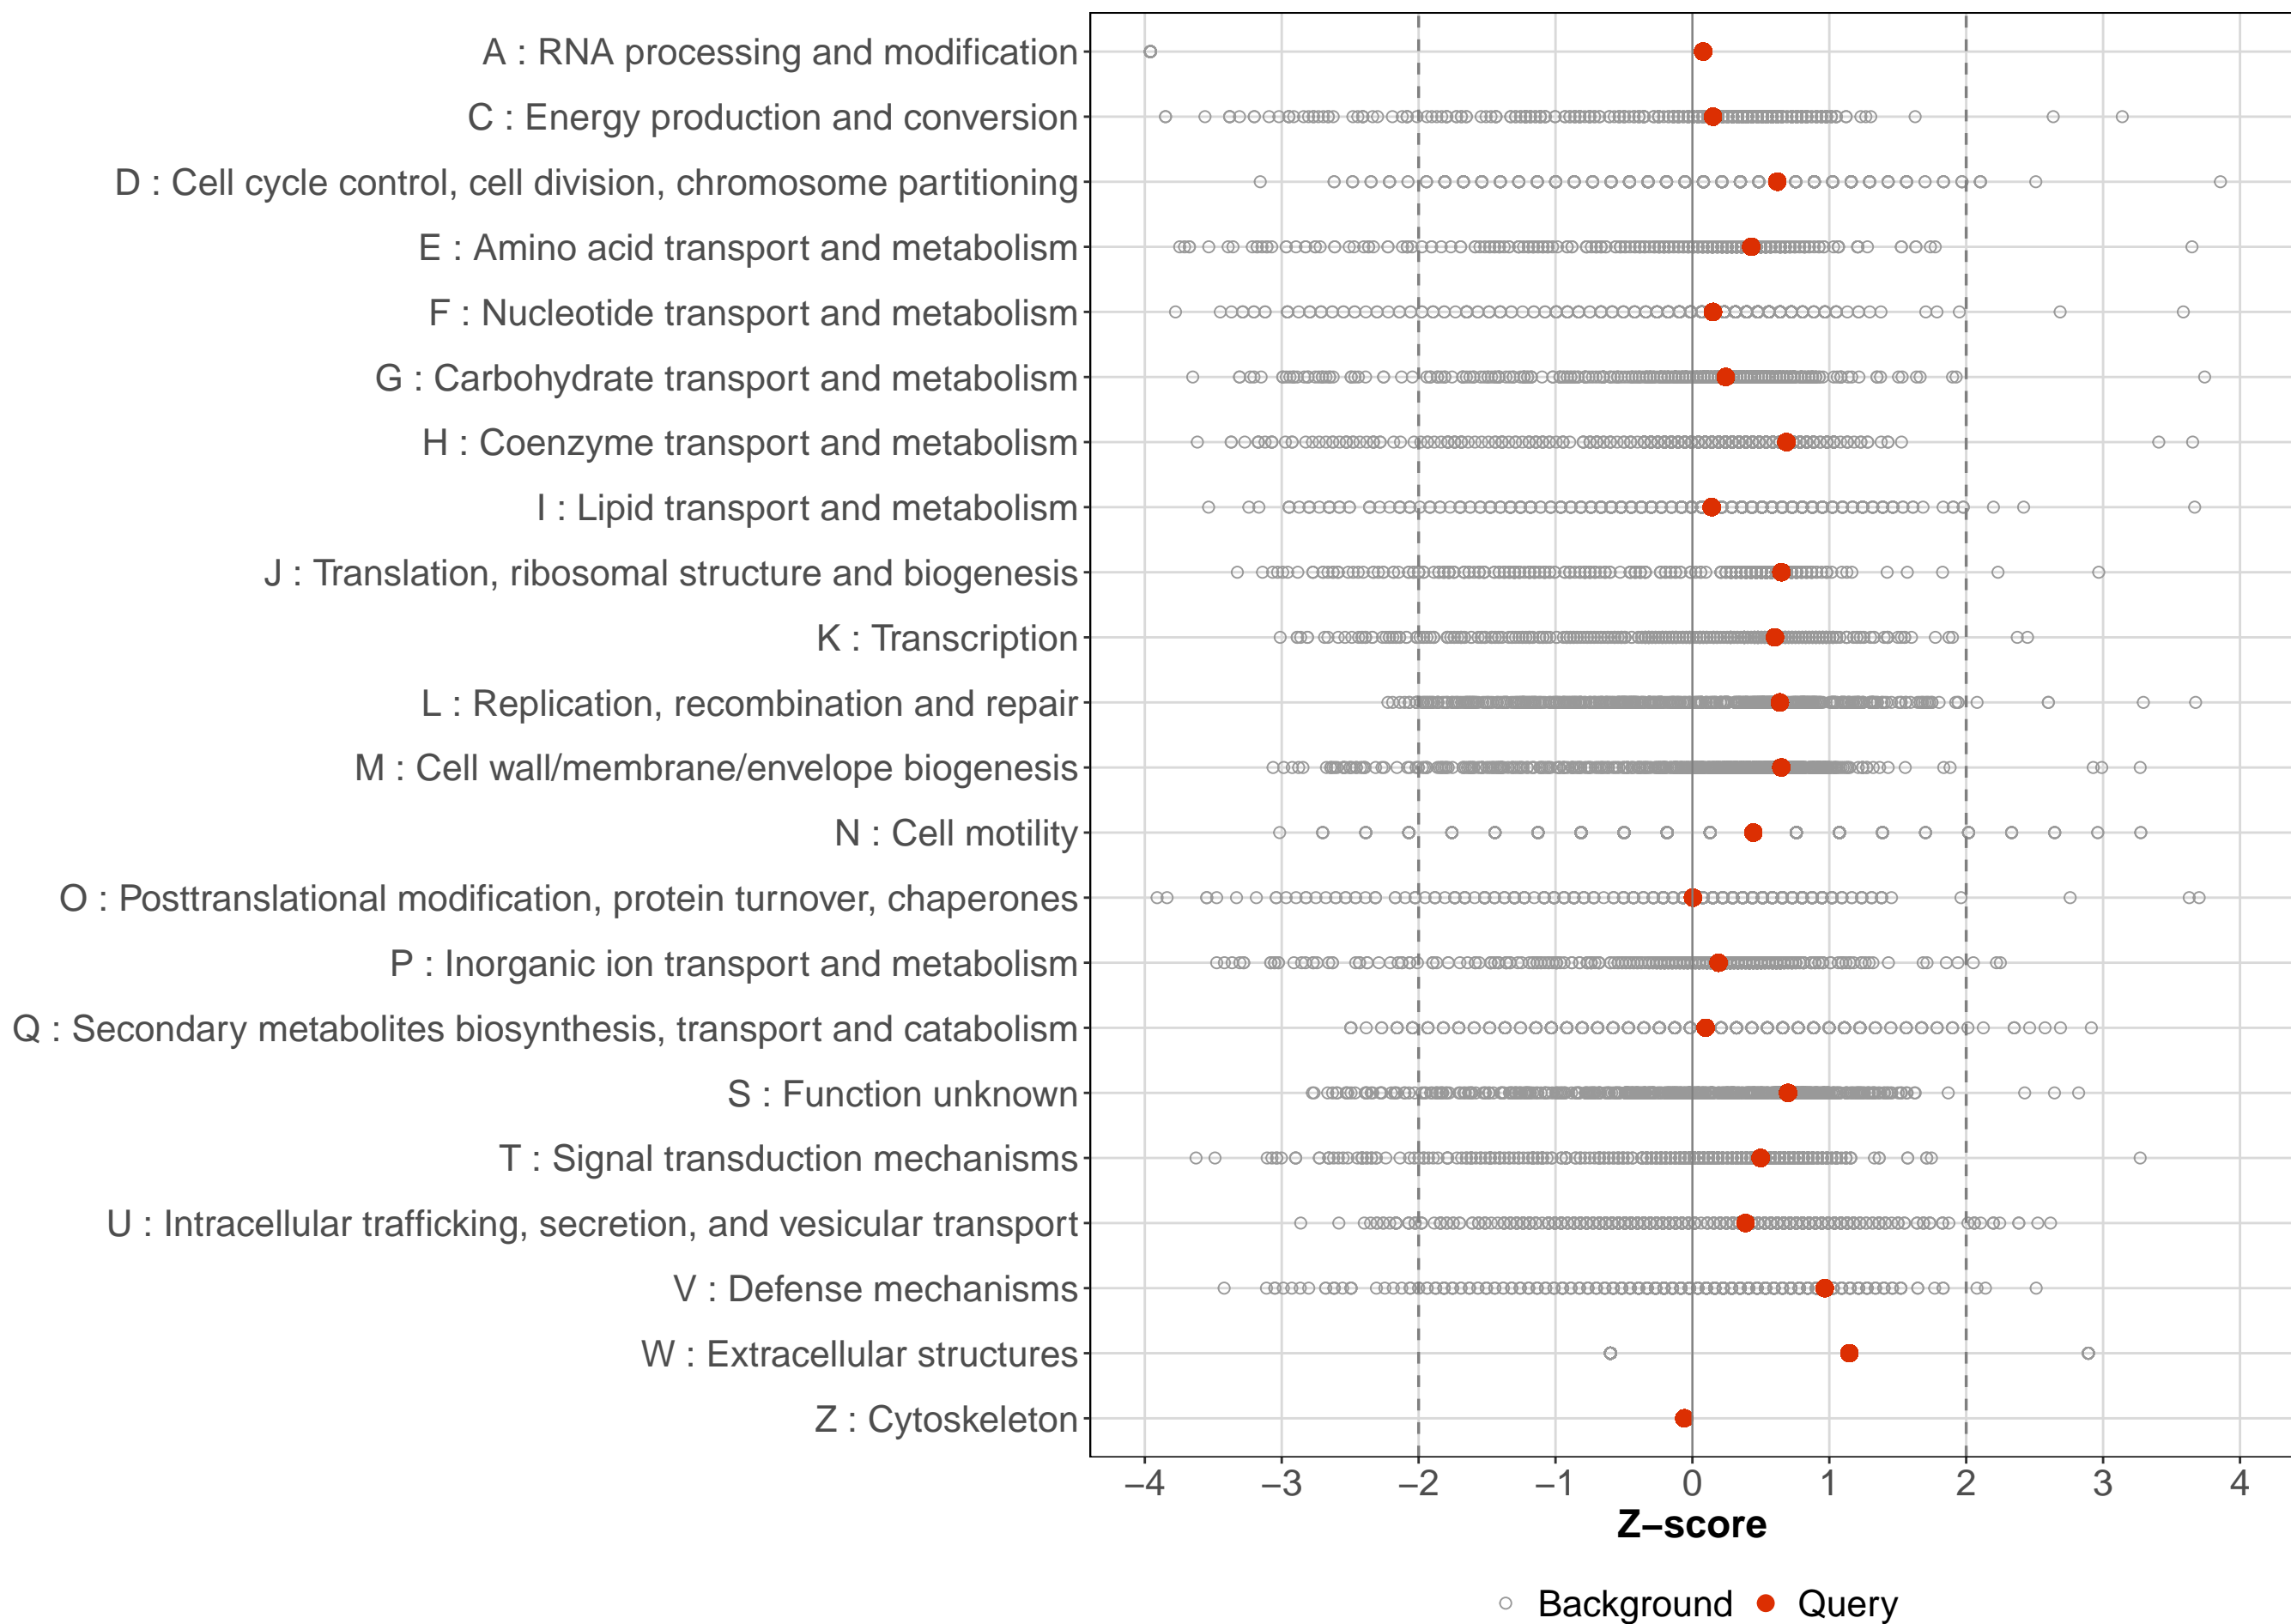 A : RNA processing and modification
C : Energy production and conversion
D : Cell cycle control, cell division, chromosome partitioning
E : Amino acid transport and metabolism
F : Nucleotide transport and metabolism
G : Carbohydrate transport and metabolism
H : Coenzyme transport and metabolism
I : Lipid transport and metabolism
J : Translation, ribosomal structure and biogenesis
K : Transcription
L : Replication, recombination and repair
M : Cell wall/membrane/envelope biogenesis
N : Cell motility
O : Posttranslational modification, protein turnover, chaperones
P : Inorganic ion transport and metabolism
Q : Secondary metabolites biosynthesis, transport and catabolism
S : Function unknown
T : Signal transduction mechanisms
U : Intracellular trafficking, secretion, and vesicular transport
V : Defense mechanisms
W : Extracellular structures
Z : Cytoskeleton
−4 −3 −2 −1 0 1 2 3 4
Z−score
Background Query